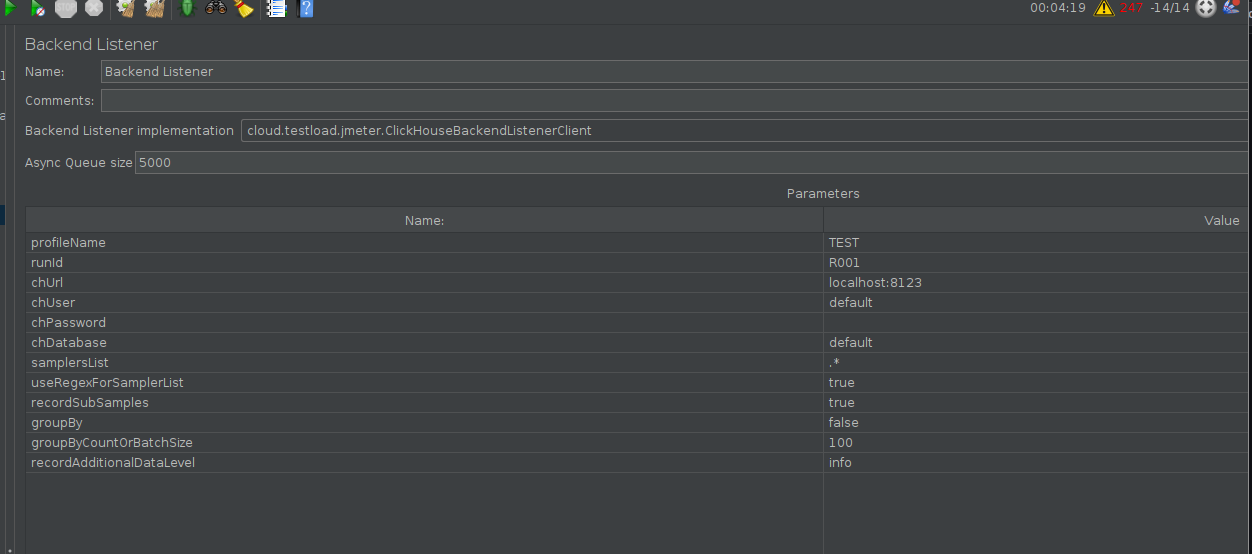 STOP
00:04:19 247 -14/14
Backend Listener
Name: Backend Listener
Comments:
Backend Listener implementation cloud.testload.jmeter.ClickHouseBackendListenerClient
Async Queue size 5000
Parameters
Name: Value
profileName TEST
runId R001
chUrl localhost:8123
chUser default
chPassword
chDatabase default
samplersList .*
useRegexForSamplerList true
recordSubSamples true
groupBy false
groupByCountOrBatchSize 100
recordAdditionalDataLevel info